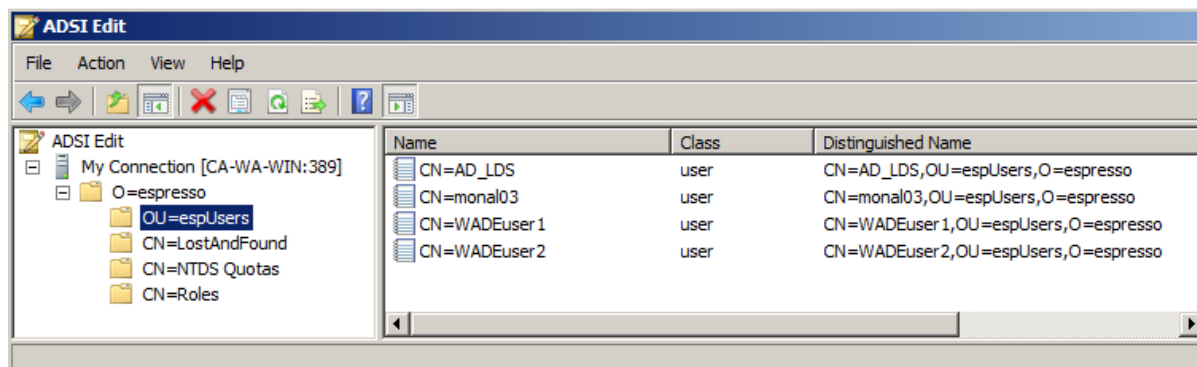 ADSI Edit
File Action View Help
ADSI Edit
My Connection [CA-WA-WIN:389]
O=espresso
OU=espUsers
CN=LostAndFound
CN=NTDS Quotas
CN=Roles
Name Class Distinguished Name
CN=AD_LDS user CN=AD_LDS,OU=espUsers,O=espresso
CN=monal03 user CN=monal03,OU=espUsers,O=espresso
CN=WADEuser1 user CN=WADEuser1,OU=espUsers,O=espresso
CN=WADEuser2 user CN=WADEuser2,OU=espUsers,O=espresso